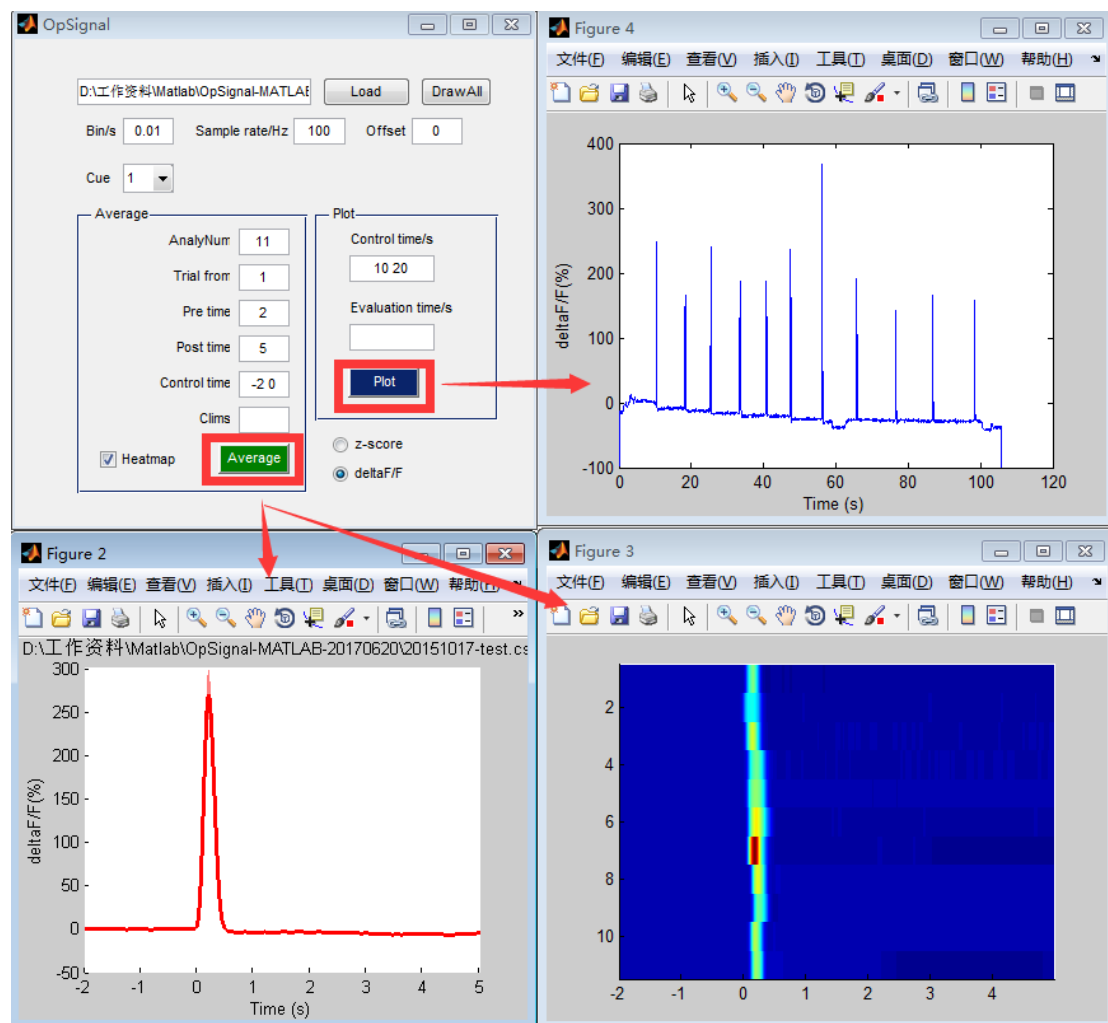 OpSignal
D:\工作资料\Matlab\OpSignal-MATLAE
Load
DrawAll
Bin/s
0.01
Sample rate/Hz
100
Offset
0
Cue
1
Average
AnalyNum
11
Trial from
1
Pre time
2
Post time
5
Control time
-2 0
Clims
Heatmap
Average
Plot
Control time/s
10 20
Evaluation time/s
Plot
z-score
deltaF/F
Figure 4
文件(F) 编辑(E) 查看(V) 插入(I) 工具(T) 桌面(D) 窗口(W) 帮助(H)
400
300
200
100
0
-100
deltaF/F(%)
0 20 40 60 80 100 120
Time (s)
Figure 2
文件(F) 编辑(E) 查看(V) 插入(I) 工具(T) 桌面(D) 窗口(W) 帮助(H)
D:\工作资料\Matlab\OpSignal-MATLAB-20170620\20151017-test.cs
300
250
200
150
100
50
0
-50
deltaF/F(%)
-2 -1 0 1 2 3 4 5
Time (s)
Figure 3
文件(F) 编辑(E) 查看(V) 插入(I) 工具(T) 桌面(D) 窗口(W) 帮助(H)
2
4
6
8
10
-2 -1 0 1 2 3 4